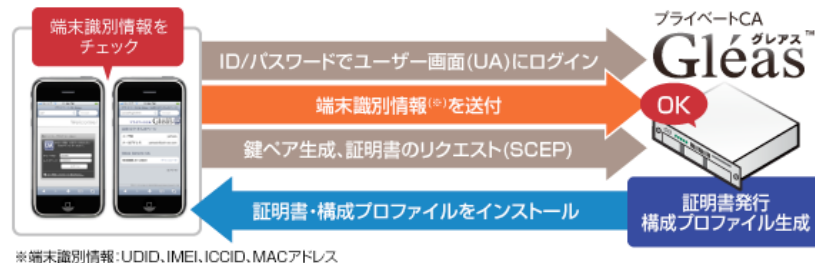 端末識別情報を
チェック
ID/パスワードでユーザー画面(UA)にログイン
端末識別情報(※)を送付
鍵ペア生成、証明書のリクエスト(SCEP)
証明書・構成プロファイルをインストール
プライベートCA
グレアス
Gléas™
OK
証明書発行
構成プロファイル生成
※端末識別情報:UDID、IMEI、ICCID、MACアドレス